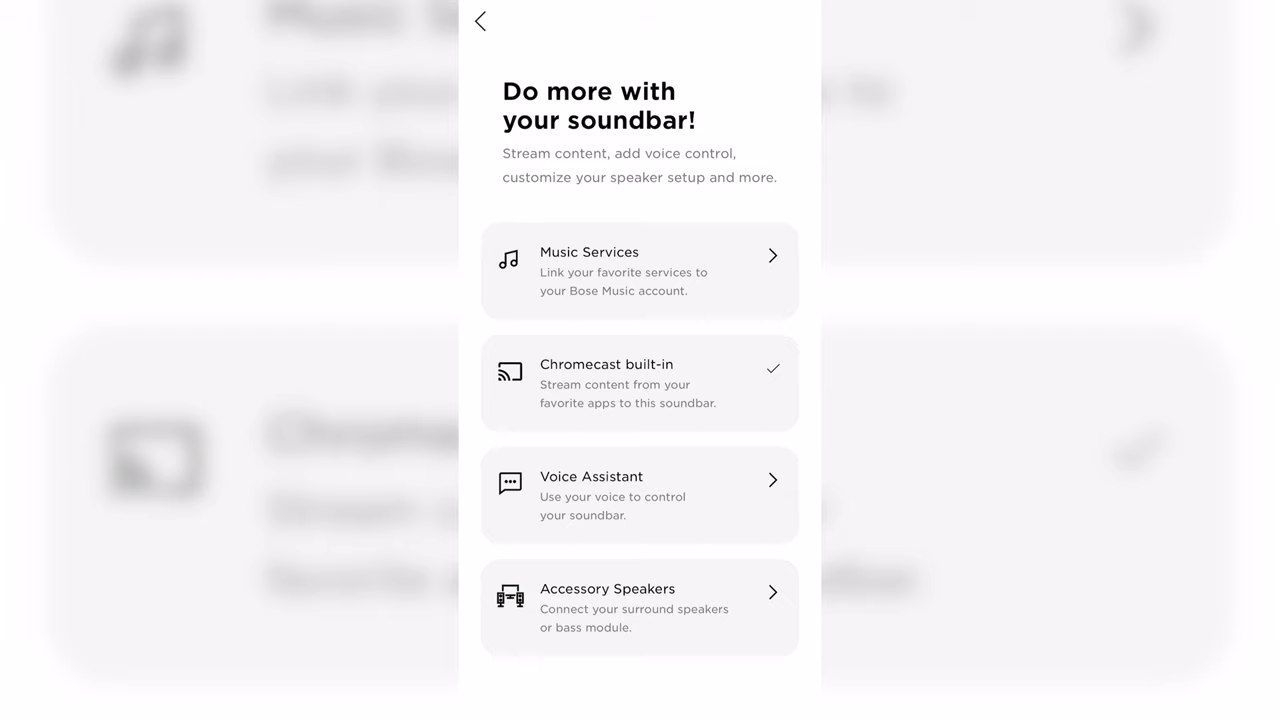 Do more with
your soundbar!
Stream content, add voice control,
customize your speaker setup and more.
Music Services
Link your favorite services to
your Bose Music account.
Chromecast built-in
Stream content from your
favorite apps to this soundbar.
Voice Assistant
Use your voice to control
your soundbar.
Accessory Speakers
Connect your surround speakers
or bass module.